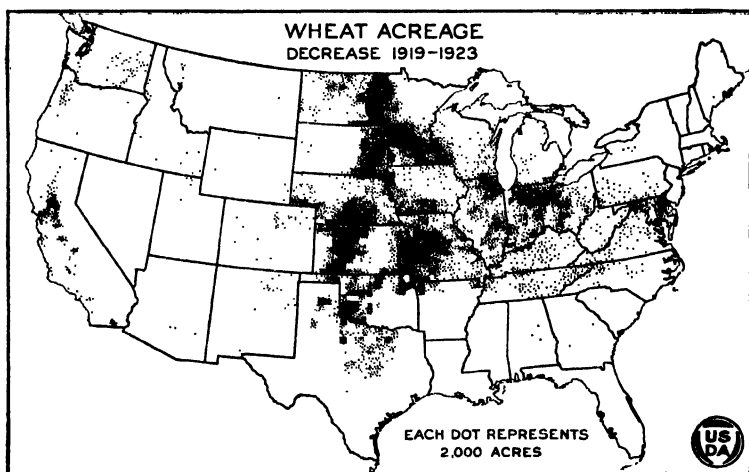 WHEAT ACREAGE
DECREASE 1919-1923
EACH DOT REPRESENTS
2,000 ACRES
US
DA